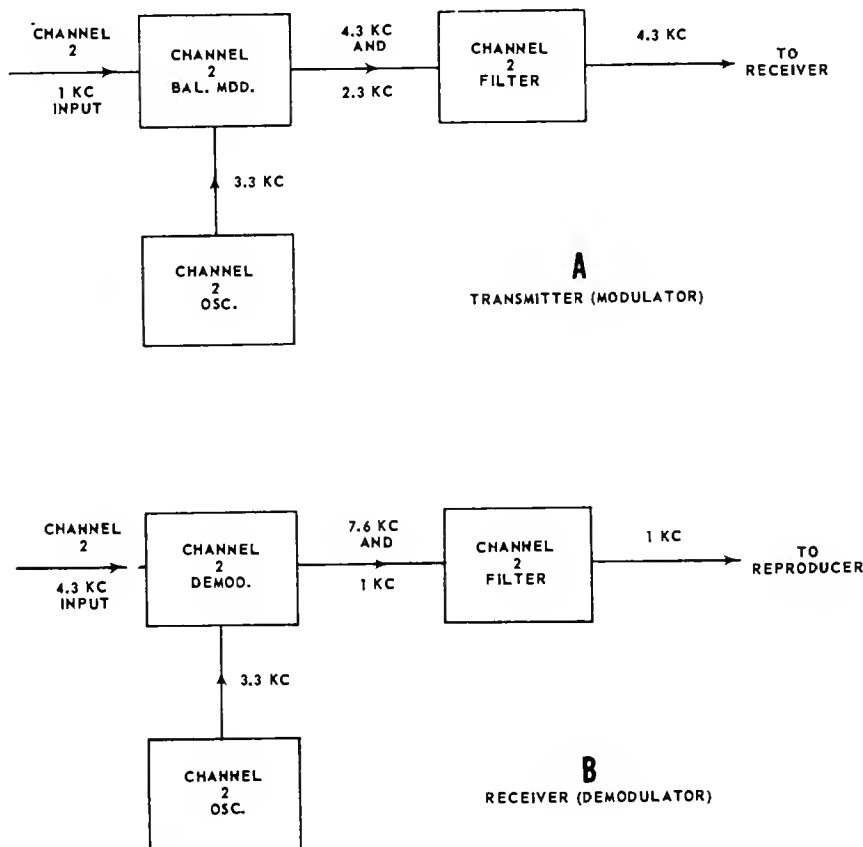 CHANNEL
2
1 KC
INPUT
CHANNEL
2
BAL. MDD.
4.3 KC
AND
2.3 KC
CHANNEL
2
FILTER
4.3 KC
TO
RECEIVER
3.3 KC
CHANNEL
2
OSC.
A
TRANSMITTER (MODULATOR)
CHANNEL
2
4.3 KC
INPUT
CHANNEL
2
DEMOD.
7.6 KC
AND
1 KC
CHANNEL
2
FILTER
1 KC
TO
REPRODUCER
3.3 KC
CHANNEL
2
OSC.
B
RECEIVER (DEMODULATOR)